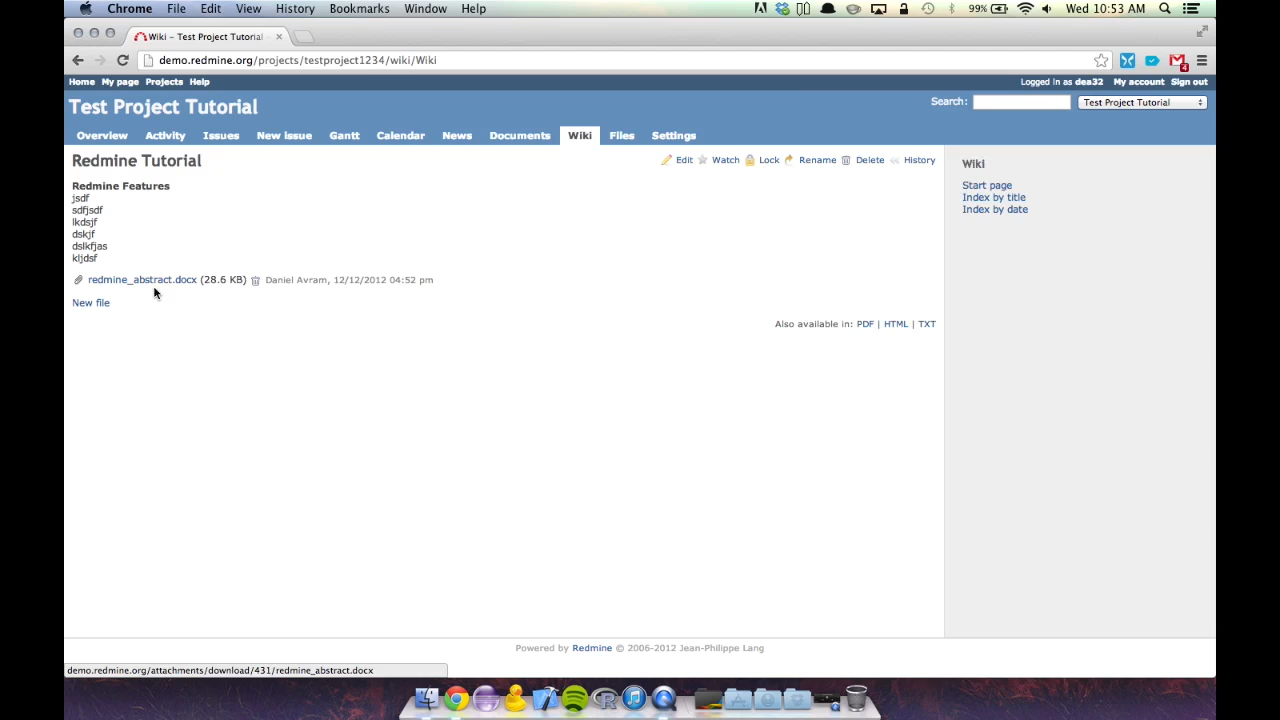 Chrome File Edit View History Bookmarks Window Help 99% Wed 10:53 AM
Wiki – Test Project Tutorial
demo.redmine.org/projects/testproject1234/wiki/Wiki
4
Home My page Projects Help Logged in as dea32 My account Sign out
Test Project Tutorial Search: Test Project Tutorial
Overview Activity Issues New issue Gantt Calendar News Documents Wiki Files Settings
Redmine Tutorial Edit Watch Lock Rename Delete History Wiki
Redmine Features Start page
jsdf Index by title
sdfjsdf Index by date
lkdsjf
dskjf
dslkfjas
kljdsf
redmine_abstract.docx (28.6 KB) Daniel Avram, 12/12/2012 04:52 pm
New file
Also available in: PDF | HTML | TXT
Powered by Redmine © 2006-2012 Jean-Philippe Lang
demo.redmine.org/attachments/download/431/redmine_abstract.docx